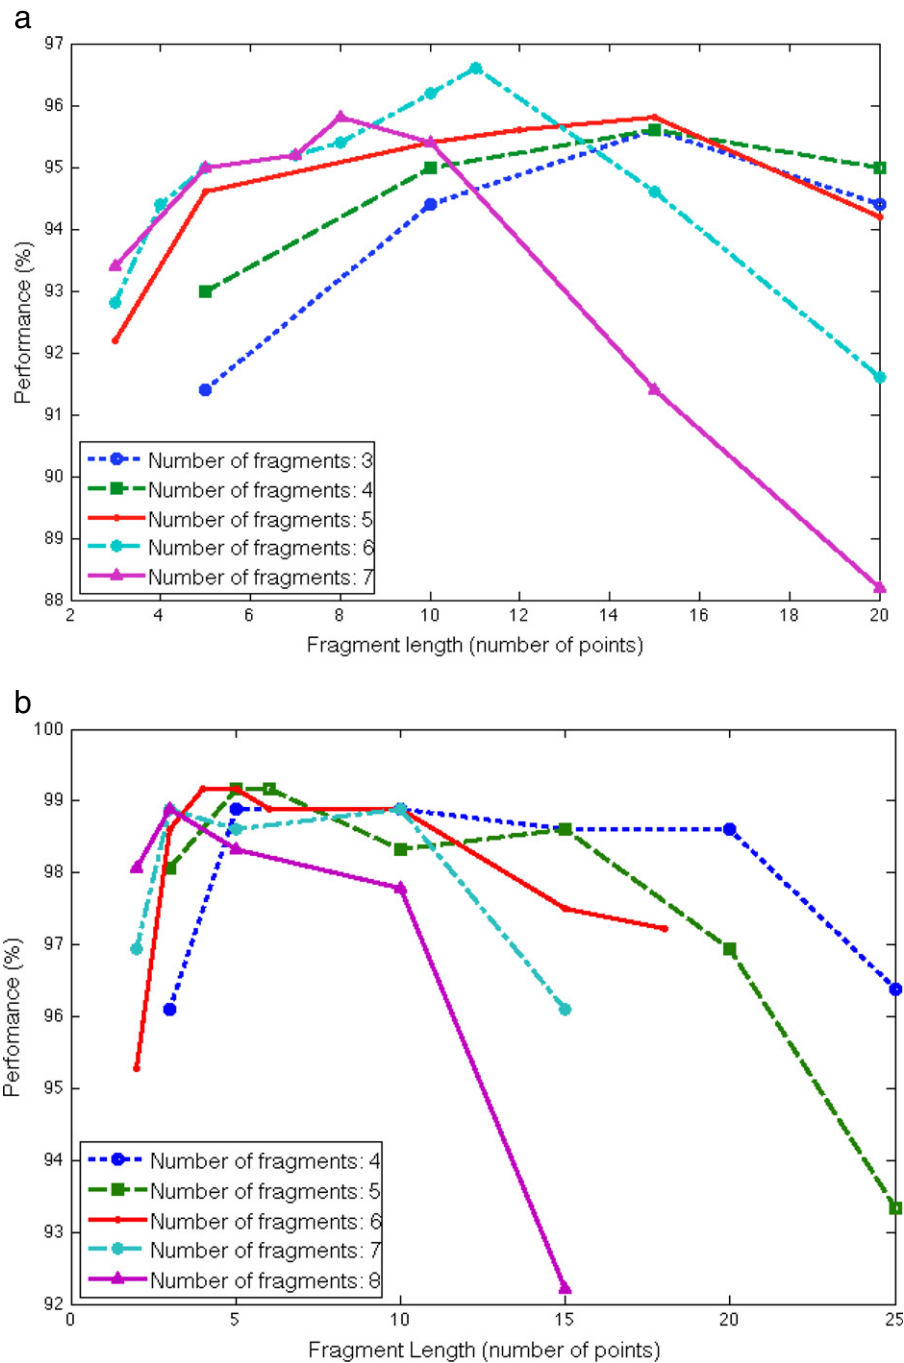 a
97
96
95
94
93
92
91
90
89
88
Performance (%)
Number of fragments: 3
Number of fragments: 4
Number of fragments: 5
Number of fragments: 6
Number of fragments: 7
2 4 6 8 10 12 14 16 18 20
Fragment length (number of points)
b
100
99
98
97
96
95
94
93
92
Perfomance (%)
Number of fragments: 4
Number of fragments: 5
Number of fragments: 6
Number of fragments: 7
Number of fragments: 8
0 5 10 15 20 25
Fragment Length (number of points)